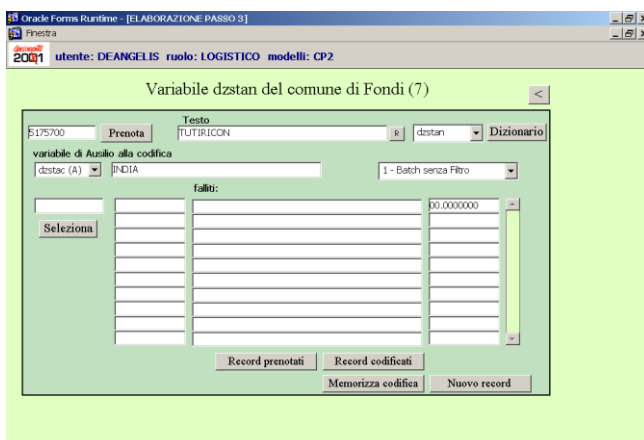 Oracle Forms Runtime - [ELABORAZIONE PASSO 3]
Finestra
Censimenti 2001 utente: DEANGELIS ruolo: LOGISTICO modelli: CP2
Variabile dzstan del comune di Fondi (7)
<
Testo
5175700 Prenota TUTIRICON R dzstan Dizionario
variabile di Ausilio alla codifica
dzstac (A) INDIA 1 - Batch senza Filtro
falliti:
00.0000000
Seleziona
Record prenotati Record codificati
Memorizza codifica Nuovo record